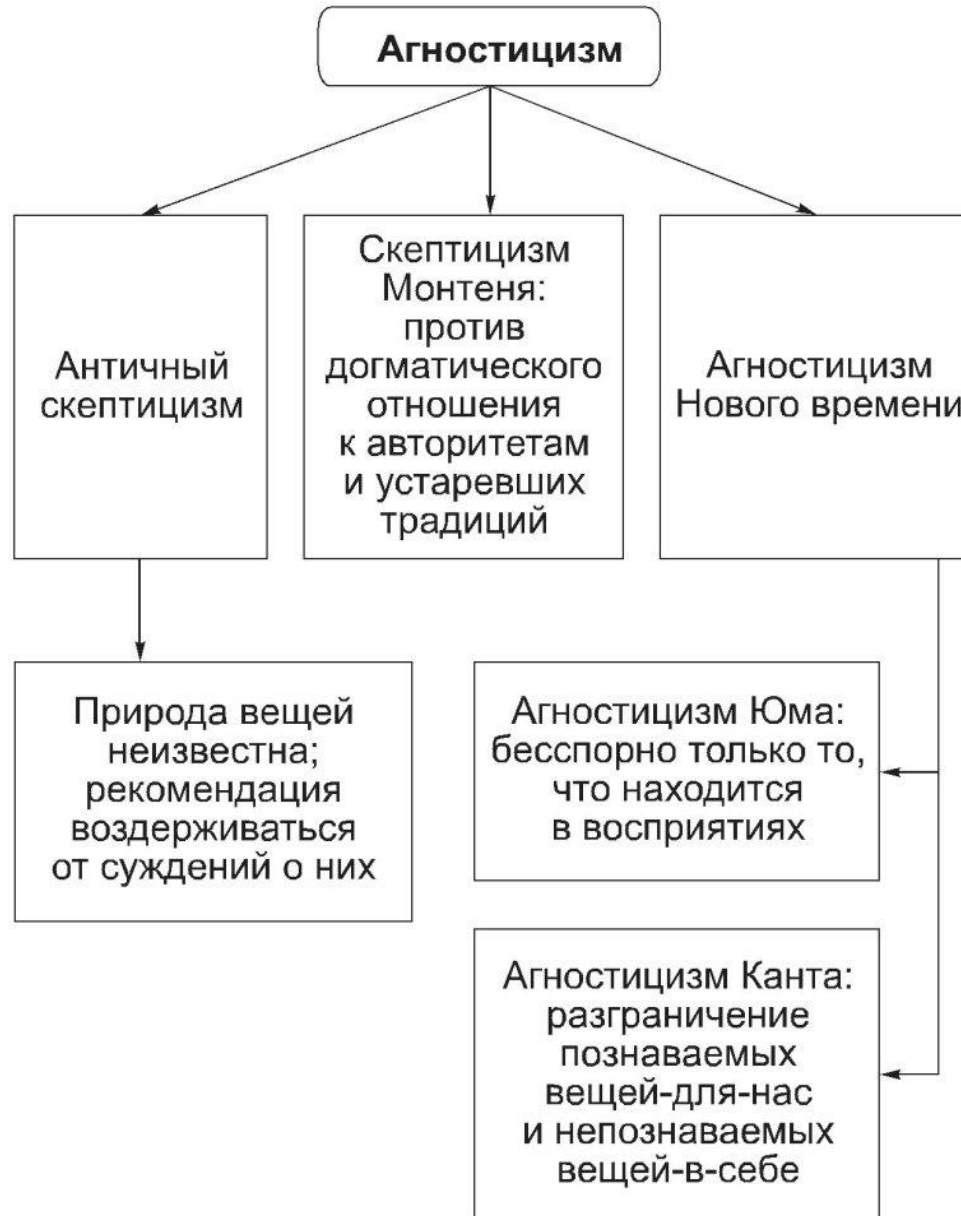 Агностицизм
Античный
скептицизм
Скептицизм
Монтеня:
против
догматического
отношения
к авторитетам
и устаревших
традиций
Агностицизм
Нового времени
Природа вещей
неизвестна;
рекомендация
воздерживаться
от суждений о них
Агностицизм Юма:
бесспорно только то,
что находится
в восприятиях
Агностицизм Канта:
разграничение
познаваемых
вещей-для-нас
и непознаваемых
вещей-в-себе